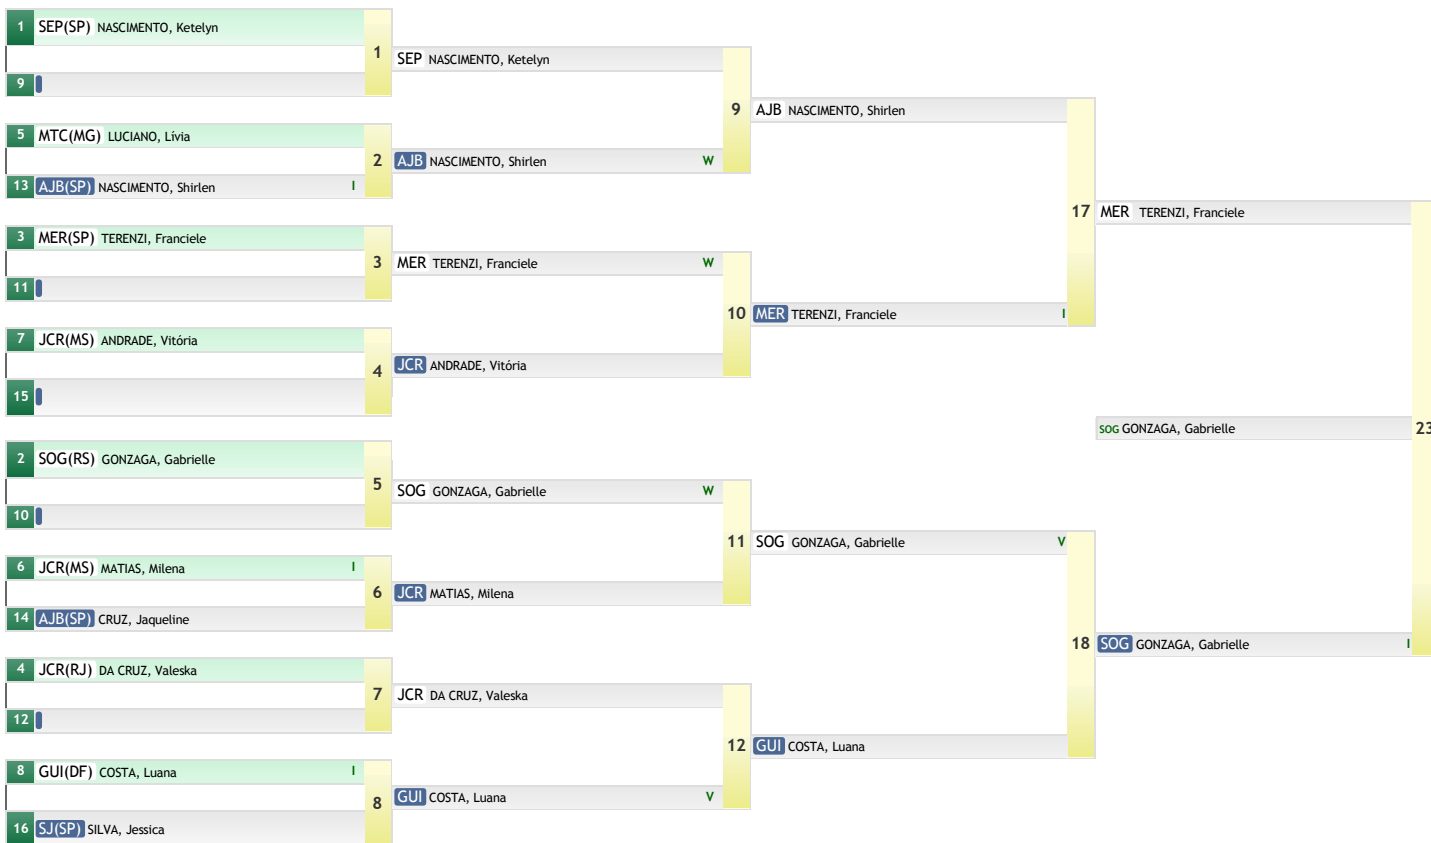 1 SEP(SP) NASCIMENTO, Ketelyn
1
9
5 MTC(MG) LUCIANO, Lívia
2
13 AJB(SP) NASCIMENTO, Shirlen I
3 MER(SP) TERENZI, Franciele
3
11
7 JCR(MS) ANDRADE, Vitória
4
15
2 SOG(RS) GONZAGA, Gabrielle
5
10
6 JCR(MS) MATIAS, Milena I
6
14 AJB(SP) CRUZ, Jaqueline
4 JCR(RJ) DA CRUZ, Valeska
7
12
8 GUI(DF) COSTA, Luana I
8
16 SJ(SP) SILVA, Jessica
SEP NASCIMENTO, Ketelyn
9
AJB NASCIMENTO, Shirlen W
MER TERENZI, Franciele W
10
JCR ANDRADE, Vitória
SOG GONZAGA, Gabrielle W
11
JCR MATIAS, Milena
JCR DA CRUZ, Valeska
12
GUI COSTA, Luana V
AJB NASCIMENTO, Shirlen
17
MER TERENZI, Franciele I
SOG GONZAGA, Gabrielle V
18
GUI COSTA, Luana
MER TERENZI, Franciele
SOG GONZAGA, Gabrielle
23
SOG GONZAGA, Gabrielle I